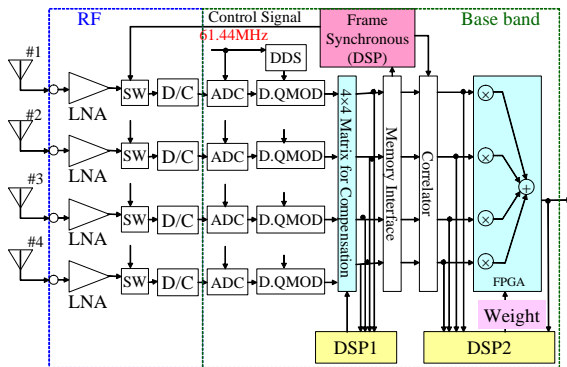 RF
Control Signal
Base band
61.44MHz
Frame
Synchronous
(DSP)
DDS
#1
LNA
SW
D/C
ADC
D.QMOD
#2
LNA
SW
D/C
ADC
D.QMOD
#3
LNA
SW
D/C
ADC
D.QMOD
#4
LNA
SW
D/C
ADC
D.QMOD
4×4 Matrix for Compensation
Memory Interface
Correlator
×
×
×
×
+
FPGA
Weight
DSP1
DSP2